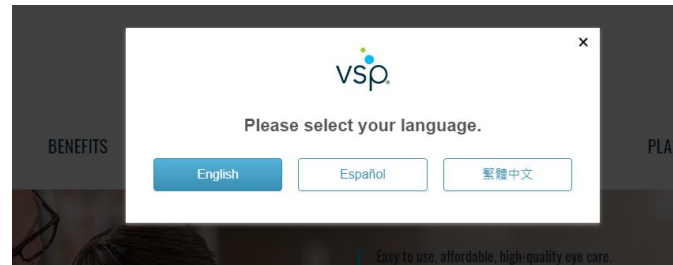 ×
vsp.
Please select your language.
BENEFITS
PLA
English Español 繁體中文
Easy to use, affordable, high-quality eye care.